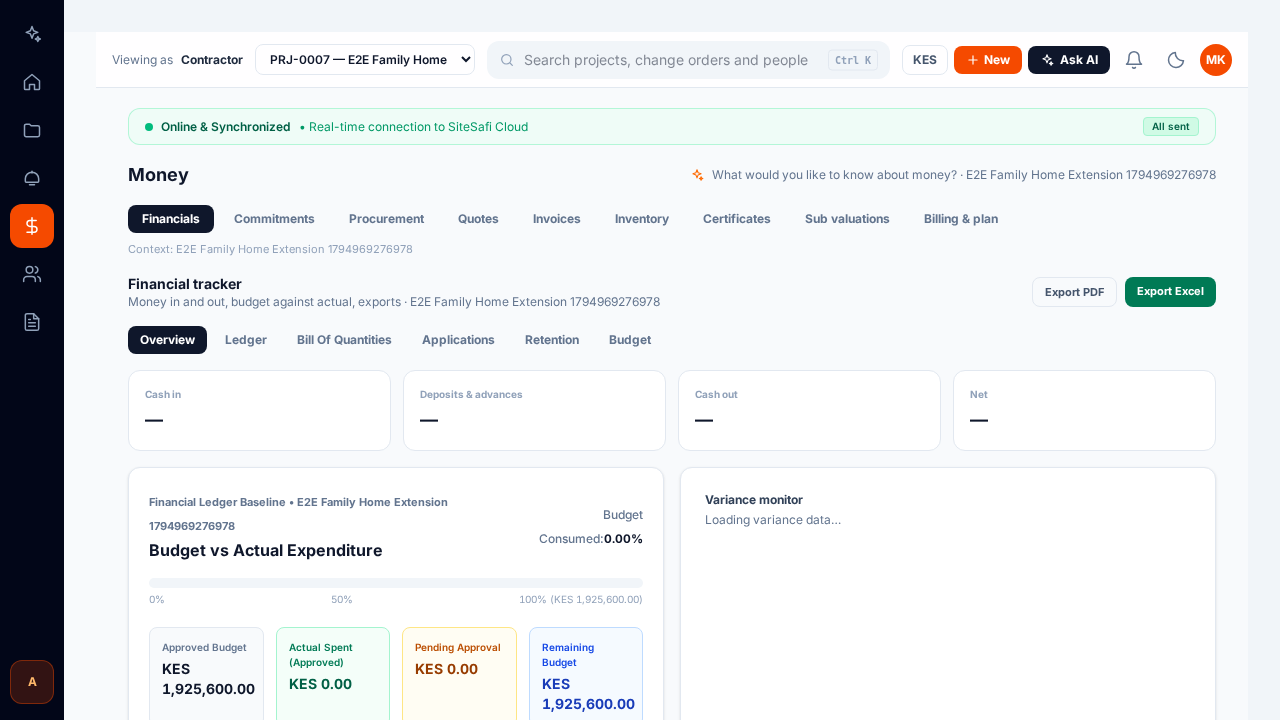 Viewing as Contractor
PRJ-0007 — E2E Family Home
Search projects, change orders and people
Ctrl K
KES
New
Ask AI
MK
Online & Synchronized • Real-time connection to SiteSafi Cloud
All sent
Money
What would you like to know about money? · E2E Family Home Extension 1794969276978
Financials
Commitments
Procurement
Quotes
Invoices
Inventory
Certificates
Sub valuations
Billing & plan
Context: E2E Family Home Extension 1794969276978
Financial tracker
Money in and out, budget against actual, exports · E2E Family Home Extension 1794969276978
Export PDF
Export Excel
Overview
Ledger
Bill Of Quantities
Applications
Retention
Budget
Cash in
—
Deposits & advances
—
Cash out
—
Net
—
Financial Ledger Baseline • E2E Family Home Extension
1794969276978
Budget vs Actual Expenditure
Budget
Consumed:0.00%
0%
50%
100% (KES 1,925,600.00)
Approved Budget
KES
1,925,600.00
Actual Spent
(Approved)
KES 0.00
Pending Approval
KES 0.00
Remaining
Budget
KES
1,925,600.00
Variance monitor
Loading variance data…
A